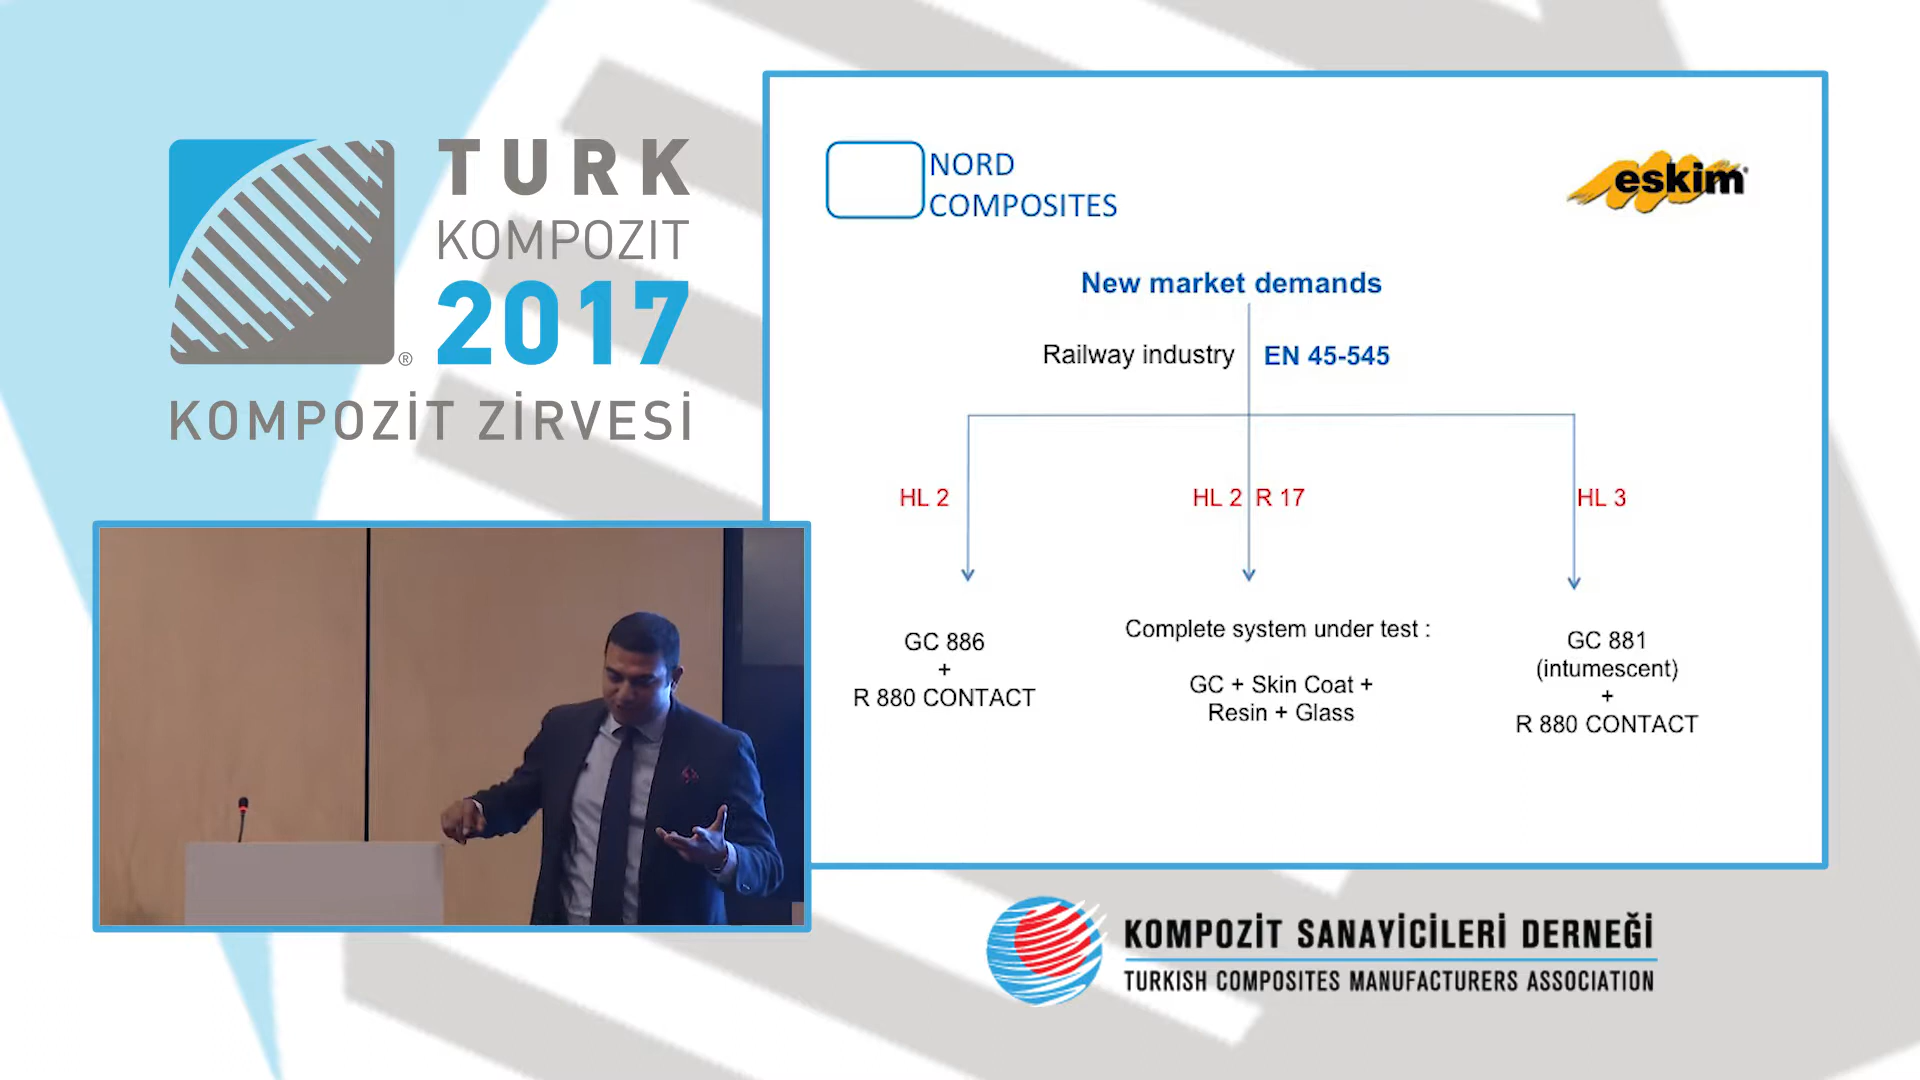 TURK
KOMPOZIT
2017
®
KOMPOZİT ZİRVESİ
NORD
COMPOSITES
eskim
New market demands
Railway industry EN 45-545
HL 2
HL 2 R 17
HL 3
GC 886
+
R 880 CONTACT
Complete system under test :
GC + Skin Coat +
Resin + Glass
GC 881
(intumescent)
+
R 880 CONTACT
KOMPOZİT SANAYİCİLERİ DERNEĞİ
TURKISH COMPOSITES MANUFACTURERS ASSOCIATION